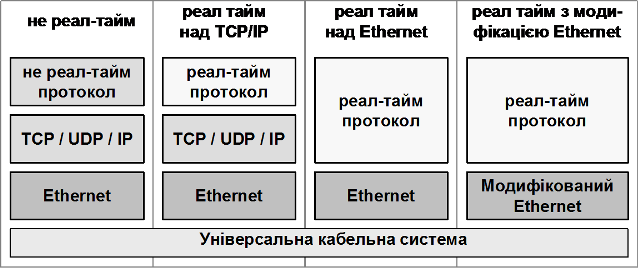 не реал-тайм
реал тайм
над TCP/IP
реал тайм
над Ethernet
реал тайм з моди-
фікацією Ethernet
не реал-тайм
протокол
реал-тайм
протокол
реал-тайм
протокол
реал-тайм
протокол
TCP / UDP / IP
TCP / UDP / IP
Ethernet
Ethernet
Ethernet
Модифікований
Ethernet
Універсальна кабельна система